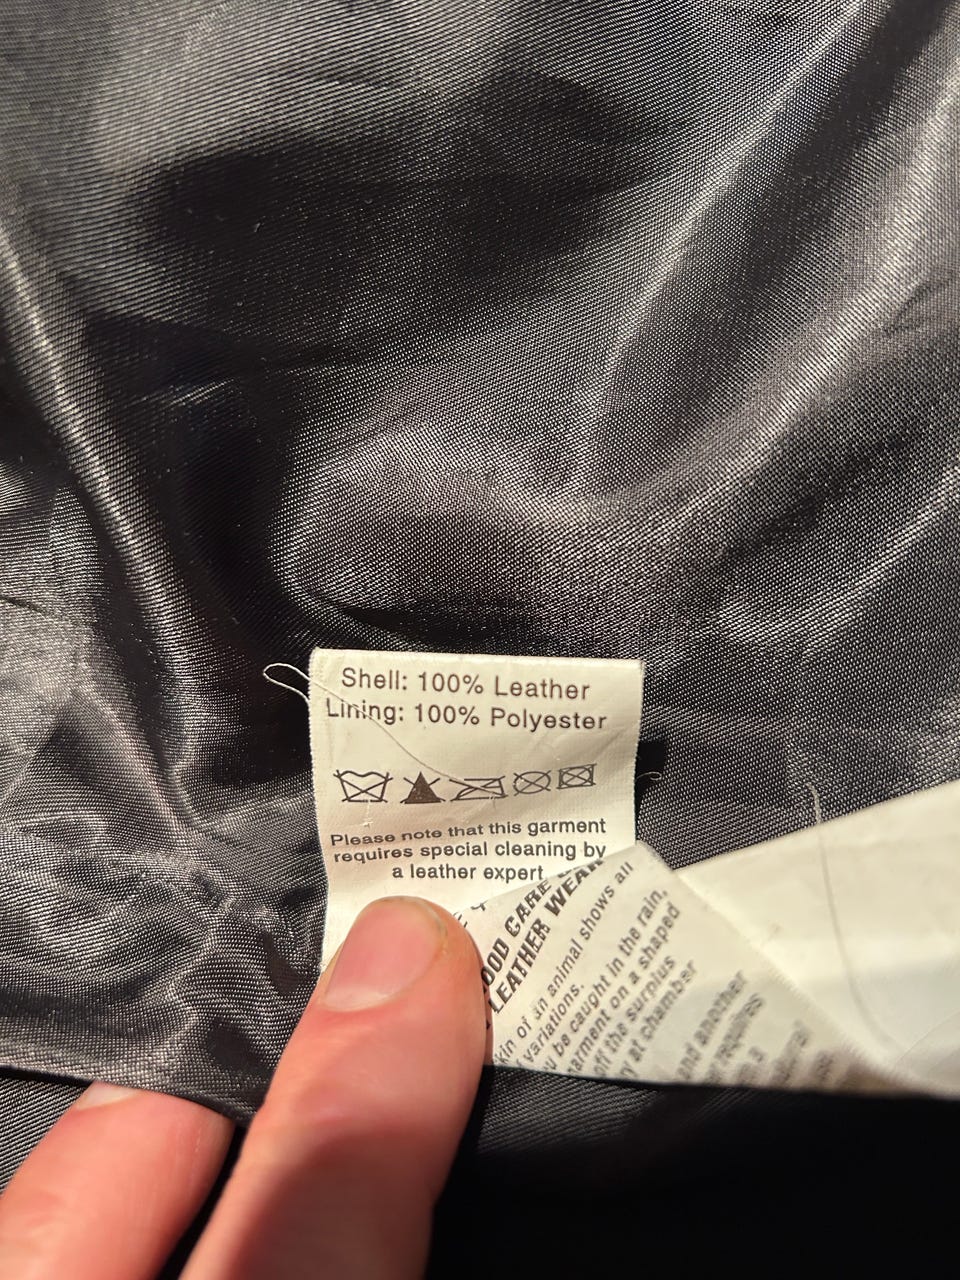 Shell: 100% Leather
Lining: 100% Polyester
Please note that this garment
requires special cleaning by
a leather expert
CARE
LEATHER WEAR
of an animal shows all
variations.
be caught in the rain,
on a shaped
off the surplus
at chamber
and another
requires